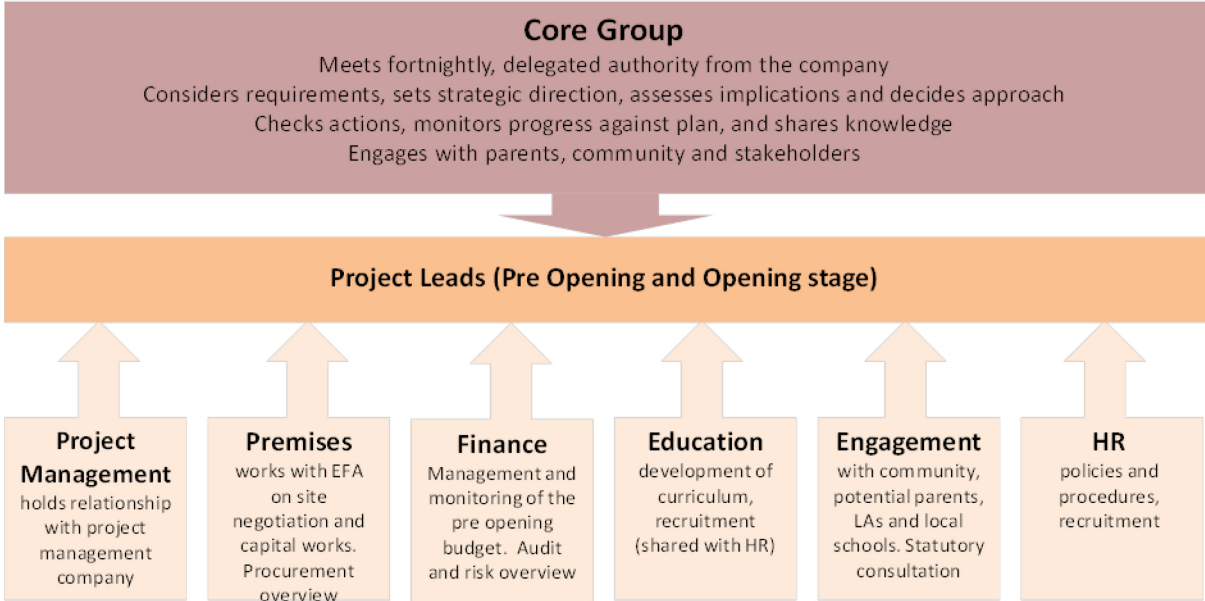 Core Group
Meets fortnightly, delegated authority from the company
Considers requirements, sets strategic direction, assesses implications and decides approach
Checks actions, monitors progress against plan, and shares knowledge
Engages with parents, community and stakeholders
Project Leads (Pre Opening and Opening stage)
Project
Management
holds relationship
with project
management
company
Premises
works with EFA
on site
negotiation and
capital works.
Procurement
overview
Finance
Management and
monitoring of the
pre opening
budget.  Audit
and risk overview
Education
development of
curriculum,
recruitment
(shared with HR)
Engagement
with community,
potential parents,
LAs and local
schools. Statutory
consultation
HR
policies and
procedures,
recruitment